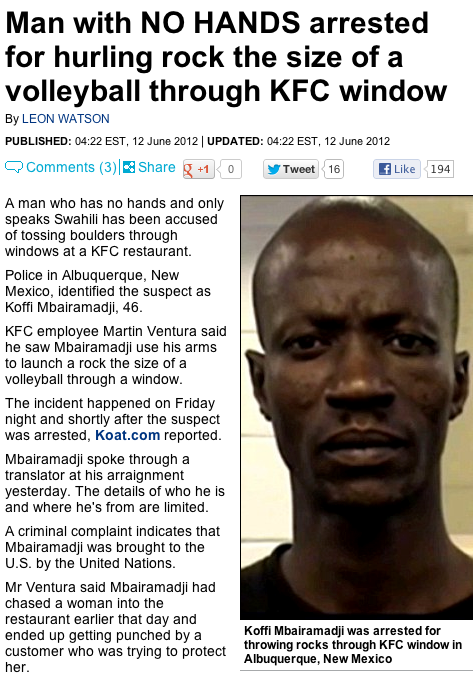 Man with NO HANDS arrested
for hurling rock the size of a
volleyball through KFC window
By LEON WATSON
PUBLISHED: 04:22 EST, 12 June 2012 | UPDATED: 04:22 EST, 12 June 2012
Comments (3) Share +1 0 Tweet 16 Like 194
A man who has no hands and only
speaks Swahili has been accused
of tossing boulders through
windows at a KFC restaurant.
Police in Albuquerque, New
Mexico, identified the suspect as
Koffi Mbairamadji, 46.
KFC employee Martin Ventura said
he saw Mbairamadji use his arms
to launch a rock the size of a
volleyball through a window.
The incident happened on Friday
night and shortly after the suspect
was arrested, Koat.com reported.
Mbairamadji spoke through a
translator at his arraignment
yesterday. The details of who he is
and where he's from are limited.
A criminal complaint indicates that
Mbairamadji was brought to the
U.S. by the United Nations.
Mr Ventura said Mbairamadji had
chased a woman into the
restaurant earlier that day and
ended up getting punched by a
customer who was trying to protect
her.
Koffi Mbairamadji was arrested for
throwing rocks through KFC window in
Albuquerque, New Mexico